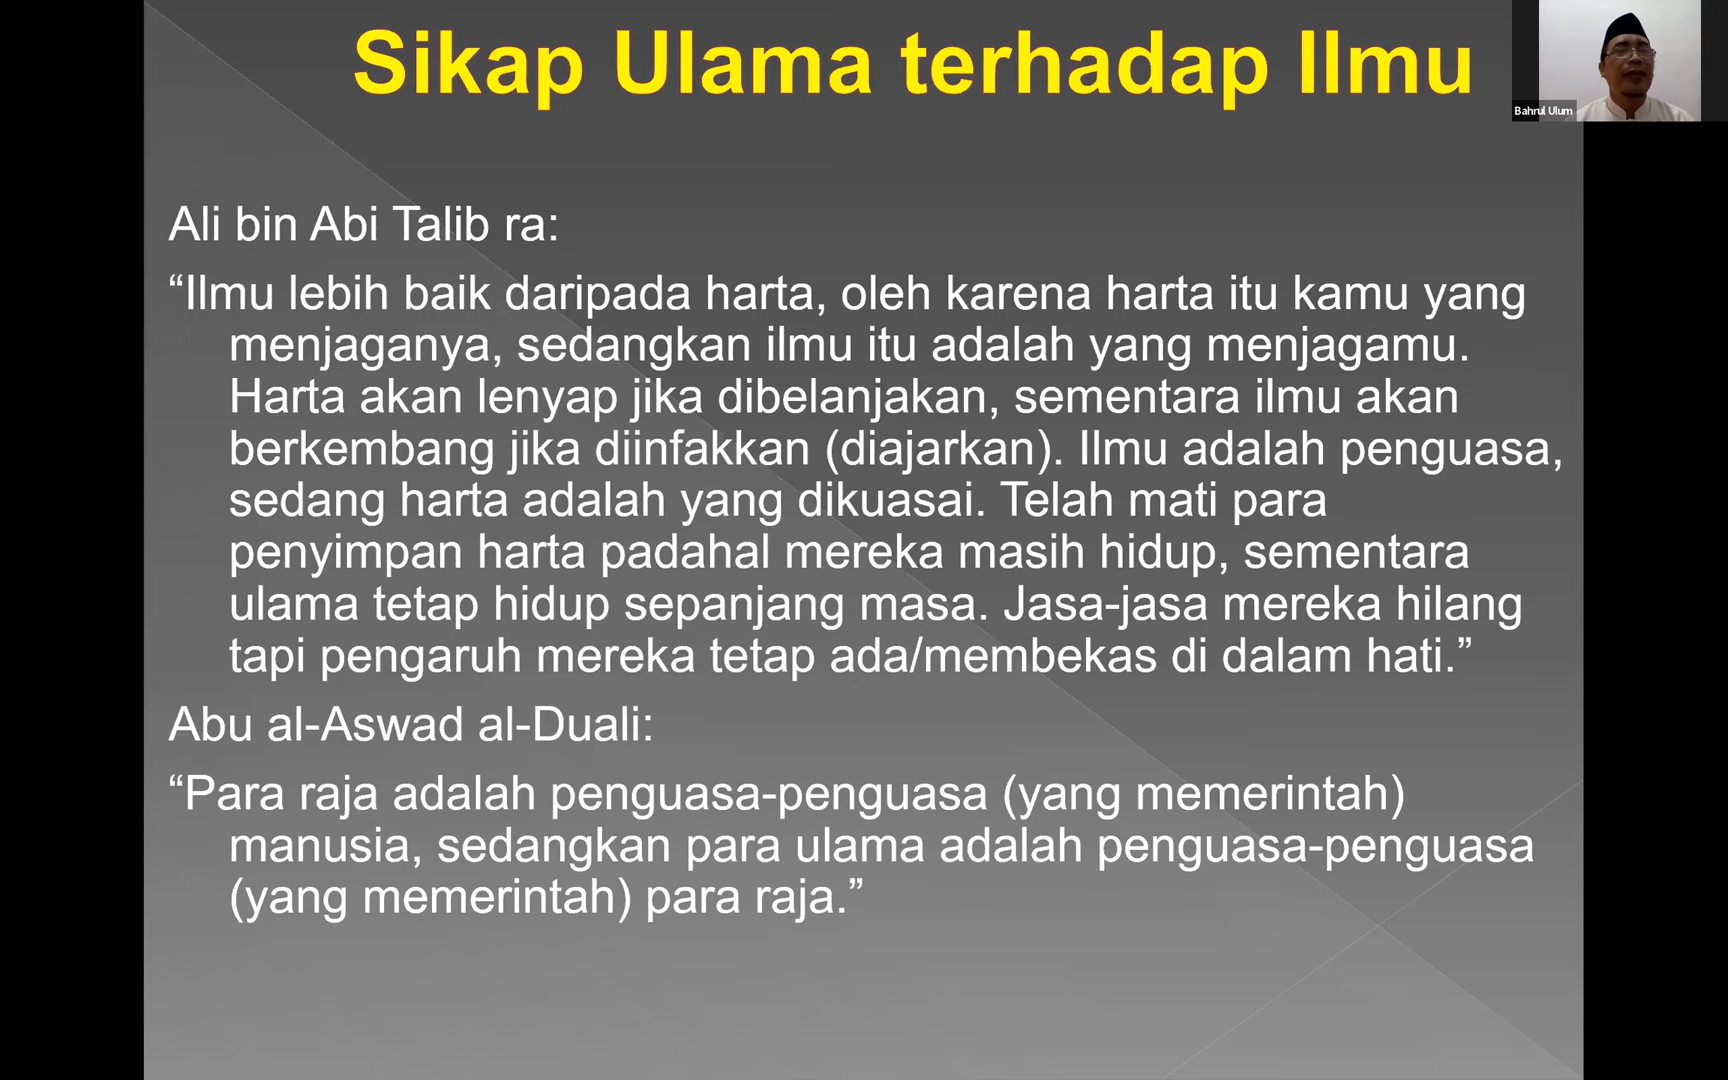 Sikap Ulama terhadap Ilmu
Bahrul Ulum
Ali bin Abi Talib ra:
“Ilmu lebih baik daripada harta, oleh karena harta itu kamu yang
menjaganya, sedangkan ilmu itu adalah yang menjagamu.
Harta akan lenyap jika dibelanjakan, sementara ilmu akan
berkembang jika diinfakkan (diajarkan). Ilmu adalah penguasa,
sedang harta adalah yang dikuasai. Telah mati para
penyimpan harta padahal mereka masih hidup, sementara
ulama tetap hidup sepanjang masa. Jasa-jasa mereka hilang
tapi pengaruh mereka tetap ada/membekas di dalam hati.”
Abu al-Aswad al-Duali:
“Para raja adalah penguasa-penguasa (yang memerintah)
manusia, sedangkan para ulama adalah penguasa-penguasa
(yang memerintah) para raja.”